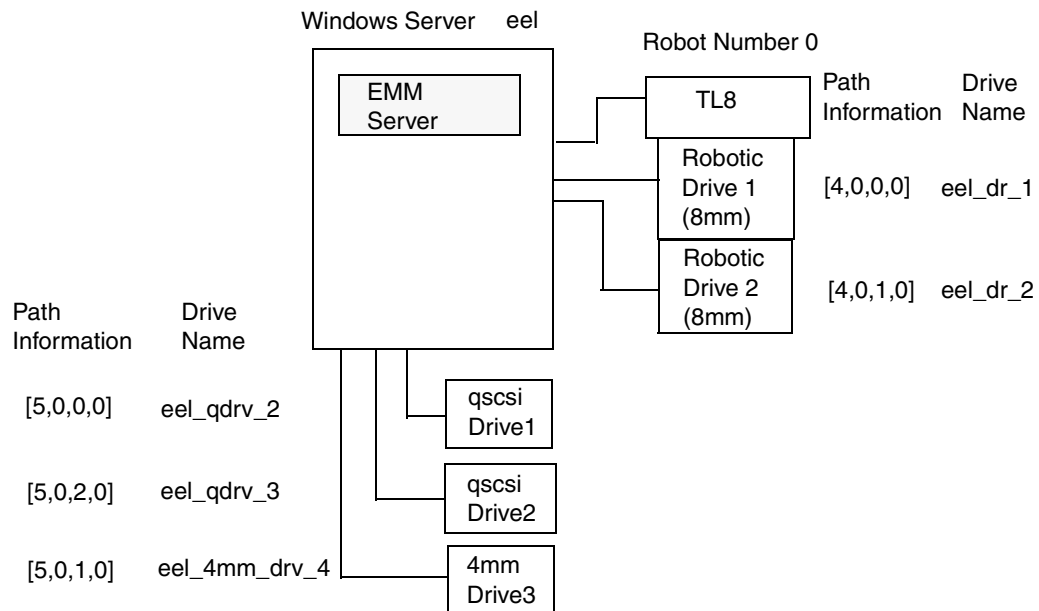 Windows Server eel
Robot Number 0
EMM
Server
TL8
Path
Information
Drive
Name
Robotic
Drive 1
(8mm)
[4,0,0,0] eel_dr_1
Robotic
Drive 2
(8mm)
[4,0,1,0] eel_dr_2
Path
Information
Drive
Name
[5,0,0,0] eel_qdrv_2
qscsi
Drive1
[5,0,2,0] eel_qdrv_3
qscsi
Drive2
[5,0,1,0] eel_4mm_drv_4
4mm
Drive3